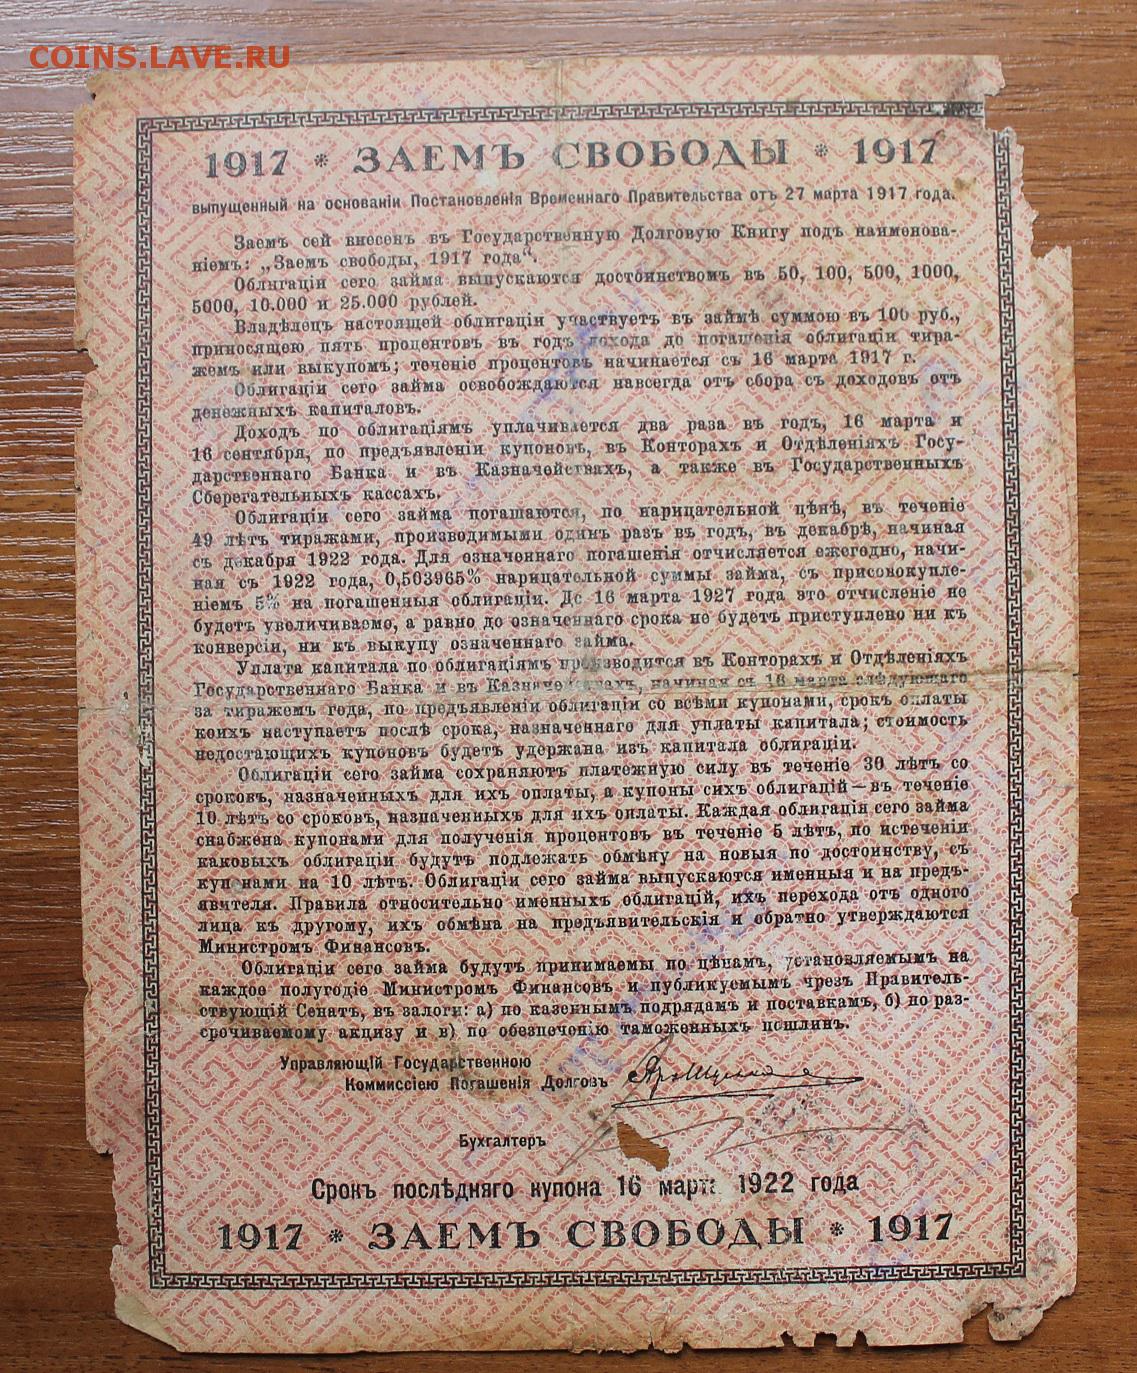 COINS.LAVE.RU
1917 * ЗАЕМЪ СВОБОДЫ * 1917
выпущенный на основаніи Постановленія Временнаго Правительства отъ 27 марта 1917 года.
Заемъ сей внесенъ въ Государственную Долговую Книгу подъ наименова-
ніемъ: „Заемъ свободы, 1917 года“.
Облигаціи сего займа выпускаются достоинствомъ въ 50, 100, 500, 1000,
5000, 10.000 и 25.000 рублей.
Владѣлецъ настоящей облигаціи участвуетъ въ займѣ суммою въ 100 руб.,
приносящею пять процентовъ въ годъ дохода до погашенія облигаціи тира-
жемъ или выкупомъ; теченіе процентовъ начинается съ 16 марта 1917 г.
Облигаціи сего займа освобождаются навсегда отъ сбора съ доходовъ отъ
денежныхъ капиталовъ.
Доходъ по облигаціямъ уплачивается два раза въ годъ, 16 марта и
16 сентября, по предъявленіи купоновъ, въ Конторахъ и Отдѣленіяхъ Госу-
дарственнаго Банка и въ Казначействахъ, а также въ Государственныхъ
Сберегательныхъ кассахъ.
Облигаціи сего займа погашаются, по нарицательной цѣнѣ, въ теченіе
49 лѣтъ тиражами, производимыми одинъ разъ въ годъ, въ декабрѣ, начиная
съ декабря 1922 года. Для означеннаго погашенія отчисляется ежегодно, начи-
ная съ 1922 года, 0,503965% нарицательной суммы займа, съ присовокупле-
ніемъ 5% на погашенныя облигаціи. До 16 марта 1927 года это отчисленіе не
будетъ увеличиваемо, а равно до означеннаго срока не будетъ приступлено ни къ
конверсіи, ни къ выкупу означеннаго займа.
Уплата капитала по облигаціямъ производится въ Конторахъ и Отдѣленіяхъ
Государственнаго Банка и въ Казначействахъ, начиная съ 16 марта слѣдующаго
за тиражемъ года, по предъявленіи облигаціи со всѣми купонами, срокъ оплаты
коихъ наступаетъ послѣ срока, назначеннаго для уплаты капитала; стоимость
недостающихъ купоновъ будетъ удержана изъ капитала облигаціи.
Облигаціи сего займа сохраняютъ платежную силу въ теченіе 30 лѣтъ со
сроковъ, назначенныхъ для ихъ оплаты, а купоны сихъ облигацій — въ теченіе
10 лѣтъ со сроковъ, назначенныхъ для ихъ оплаты. Каждая облигація сего займа
снабжена купонами для полученія процентовъ въ теченіе 5 лѣтъ, по истеченіи
каковыхъ облигаціи будутъ подлежать обмѣну на новыя по достоинству, съ
купонами на 10 лѣтъ. Облигаціи сего займа выпускаются именныя и на предъ-
явителя. Правила относительно именныхъ облигацій, ихъ перехода отъ одного
лица къ другому, ихъ обмѣна на предъявительскія и обратно утверждаются
Министромъ Финансовъ.
Облигаціи сего займа будутъ принимаемы по цѣнамъ, установляемымъ на
каждое полугодіе Министромъ Финансовъ и публикуемымъ чрезъ Правитель-
ствующій Сенатъ, въ залоги: а) по казеннымъ подрядамъ и поставкамъ, б) по раз-
срочиваемому акцизу и в) по обезпеченію таможенныхъ пошлинъ.
Управляющій Государственною
Коммиссіею Погашенія Долговъ
Бухгалтеръ
Срокъ послѣдняго купона 16 марта 1922 года
1917 * ЗАЕМЪ СВОБОДЫ * 1917